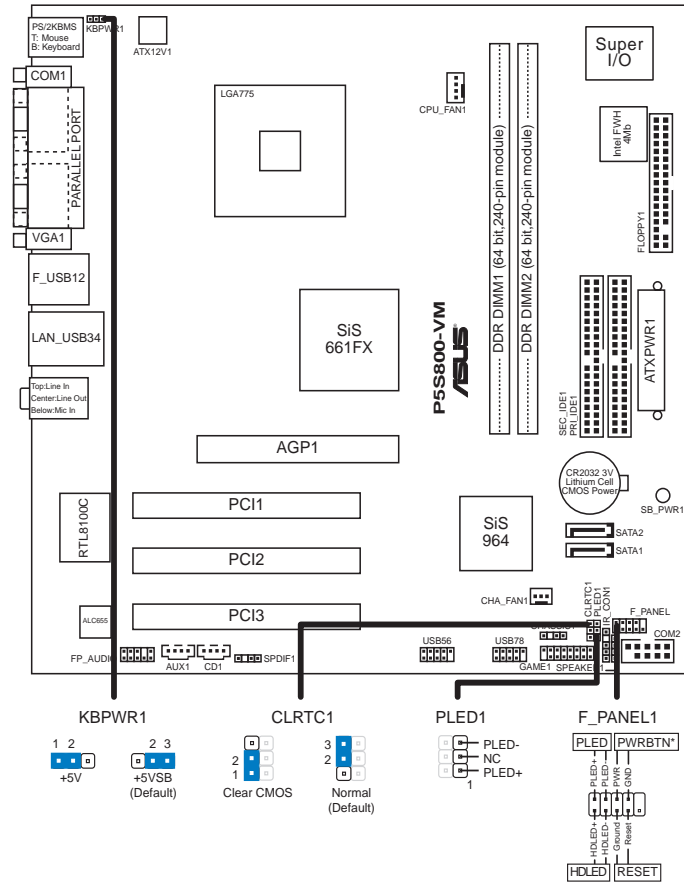 PS/2KBMS
T: Mouse
B: Keyboard
KBPWR1
ATX12V1
COM1
PARALLEL PORT
VGA1
F_USB12
LAN_USB34
Top:Line In
Center:Line Out
Below:Mic In
LGA775
CPU_FAN1
DDR DIMM1 (64 bit,240-pin module)
DDR DIMM2 (64 bit,240-pin module)
Super
I/O
Intel FWH
4Mb
FLOPPY1
SiS
661FX
P5S800-VM
ASUS
SEC_IDE1
PRI_IDE1
ATXPWR1
AGP1
CR2032 3V
Lithium Cell
CMOS Power
SB_PWR1
RTL8100C
PCI1
PCI2
PCI3
SiS
964
SATA2
SATA1
CHA_FAN1
CLRTC1
PLED1
IR_CON1
F_PANEL
COM2
ALC655
FP_AUDIO
AUX1
CD1
SPDIF1
USB56
USB78
GAME1
KBPWR1
CLRTC1
PLED1
F_PANEL1
1 2
+5V
2 3
+5VSB
(Default)
2
1
Clear CMOS
3
2
Normal
(Default)
PLED-
NC
PLED+
1
PLED
PWRBTN*
PLED+
PLED-
PWR
GND
HDLED+
HDLED-
Ground
Reset
HDLED
RESET